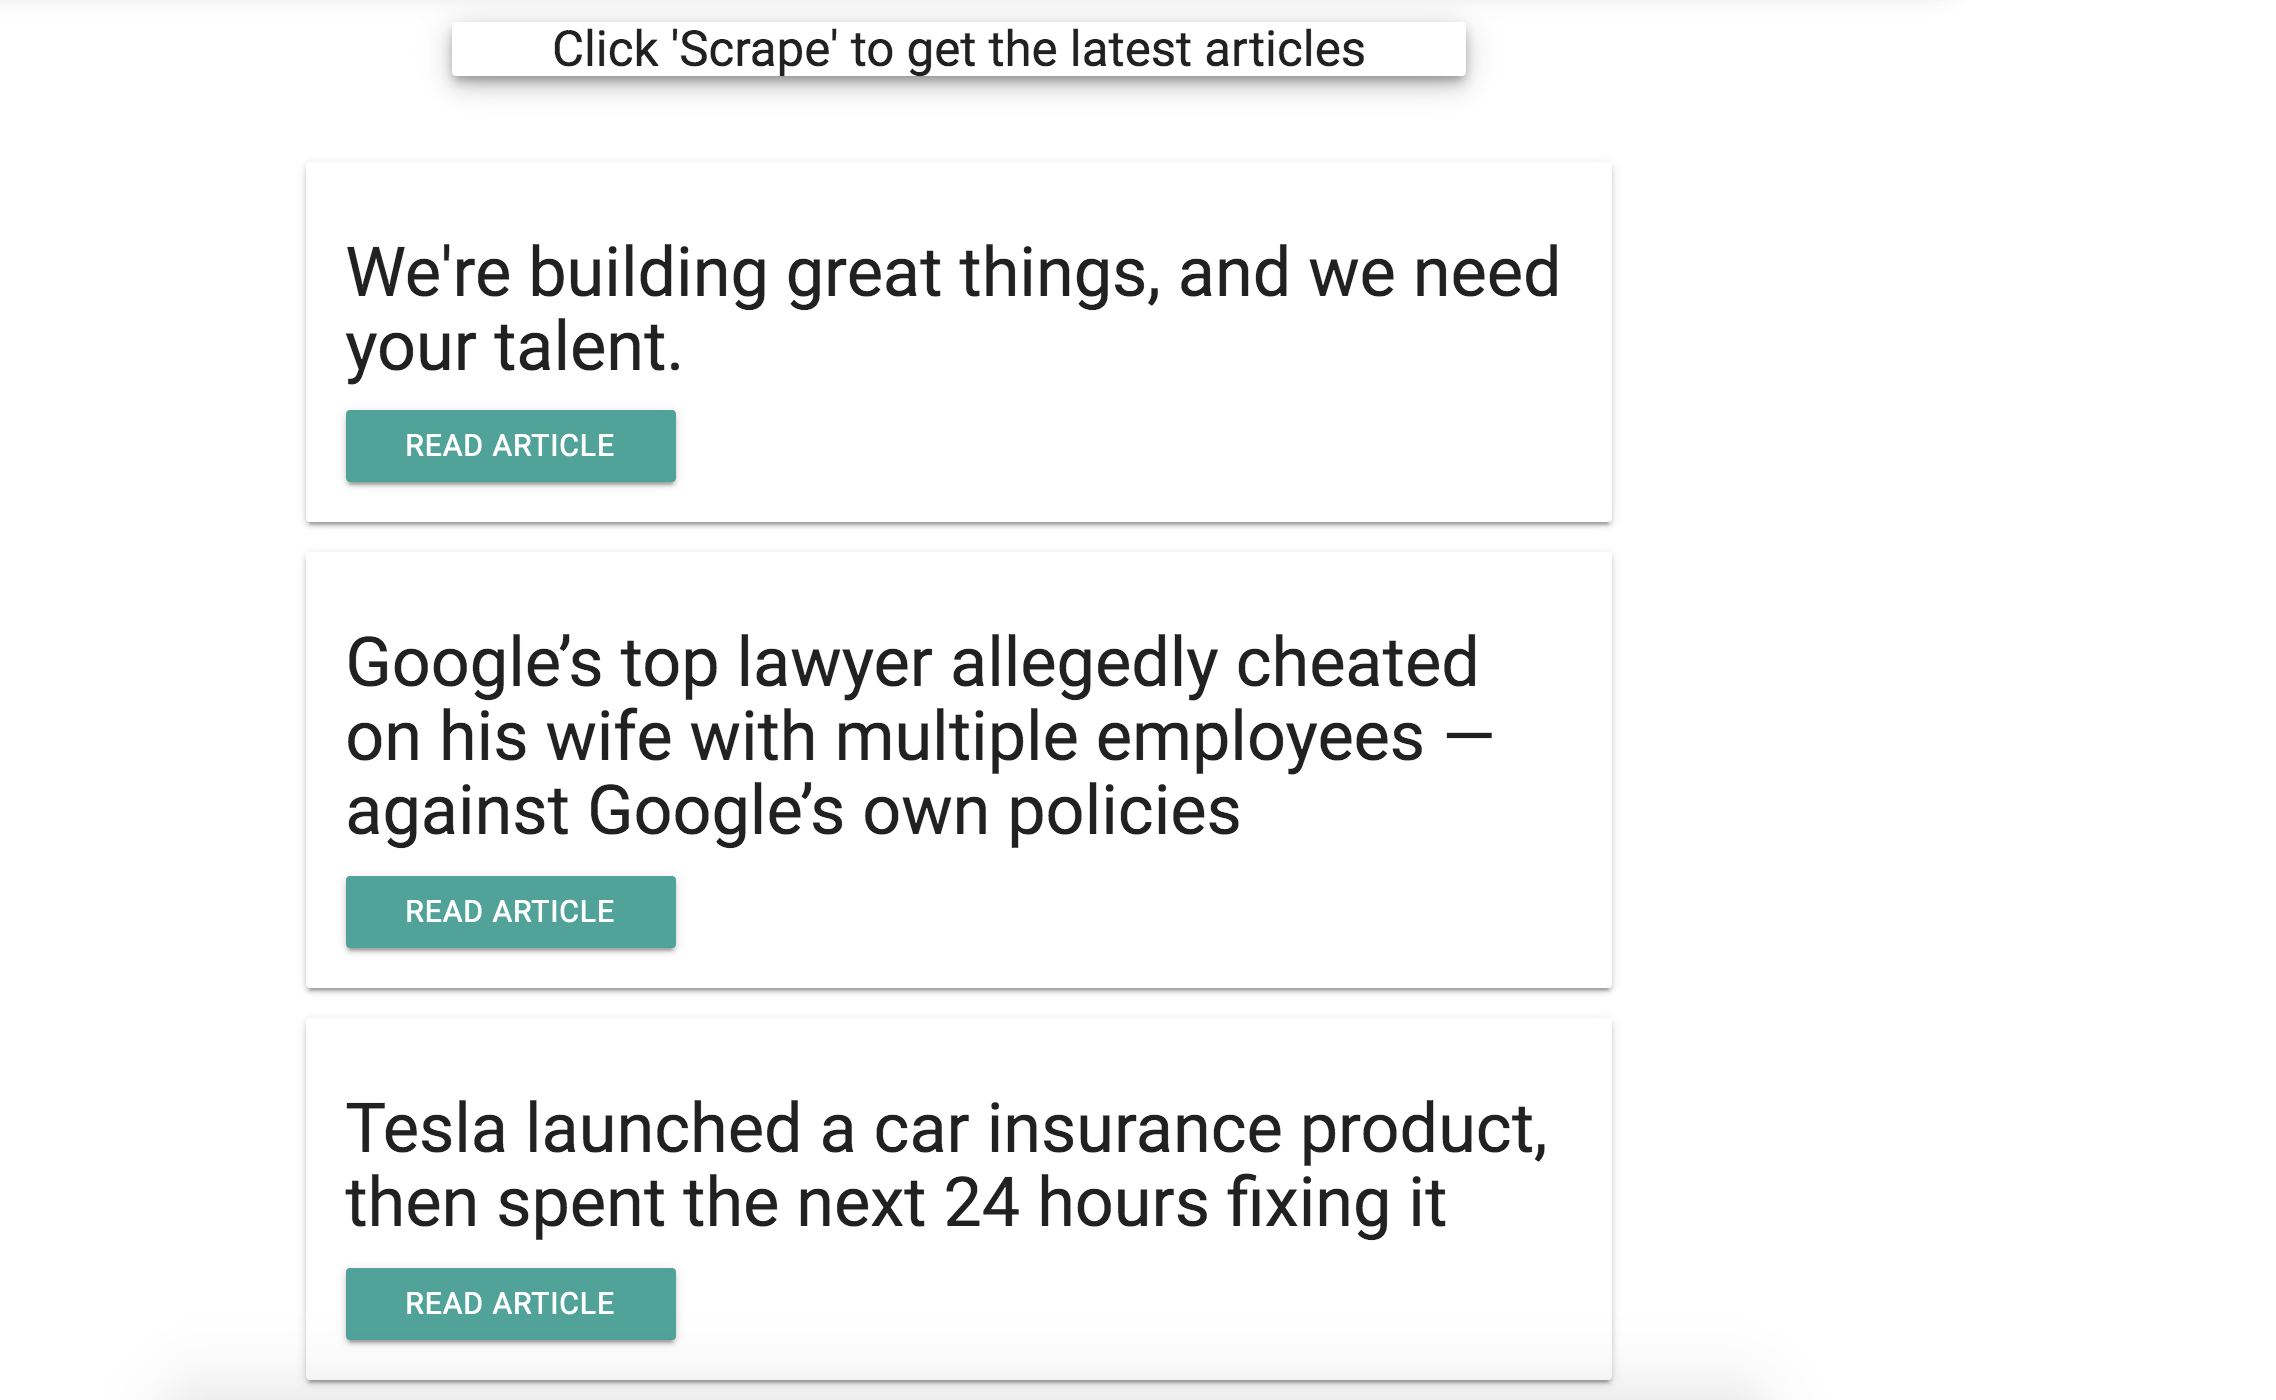 Click 'Scrape' to get the latest articles
We're building great things, and we need
your talent.
READ ARTICLE
Google’s top lawyer allegedly cheated
on his wife with multiple employees —
against Google’s own policies
READ ARTICLE
Tesla launched a car insurance product,
then spent the next 24 hours fixing it
READ ARTICLE